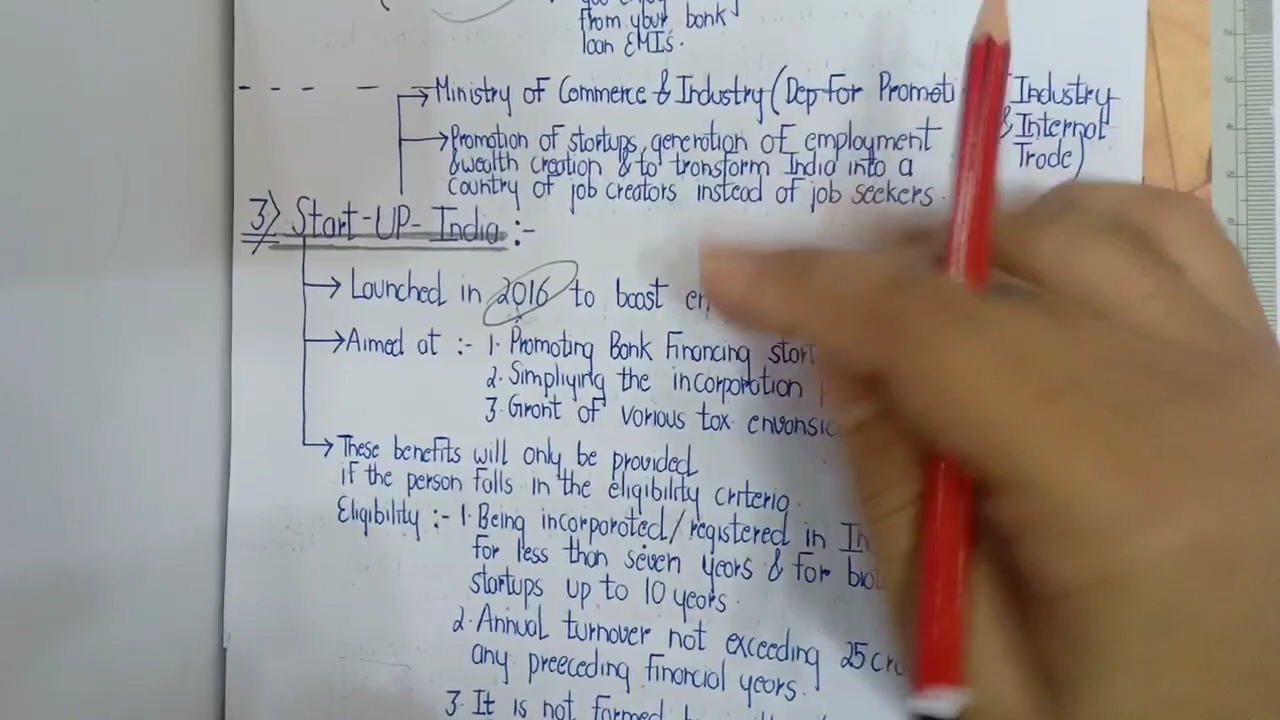 from your bank
loan EMI's.
Ministry of Commerce & Industry (Dep for Promoti Industry
& Internat
Trade)
Promotion of startups, generation of employment
& wealth creation & to transform India into a
country of job creators instead of job seekers.
3) Start-UP-India :-
Launched in 2016 to boost
Aimed at :- 1. Promoting Bank Financing
2. Simpliying the incorporation
3. Grant of various tax
These benefits will only be provided
if the person falls in the eligibility criteria.
Eligibility :- 1. Being incorporated/registered in
for less than seven years & for
startups up to 10 years.
2. Annual turnover not exceeding 25
any preeceding financial years.
3. It is not formed